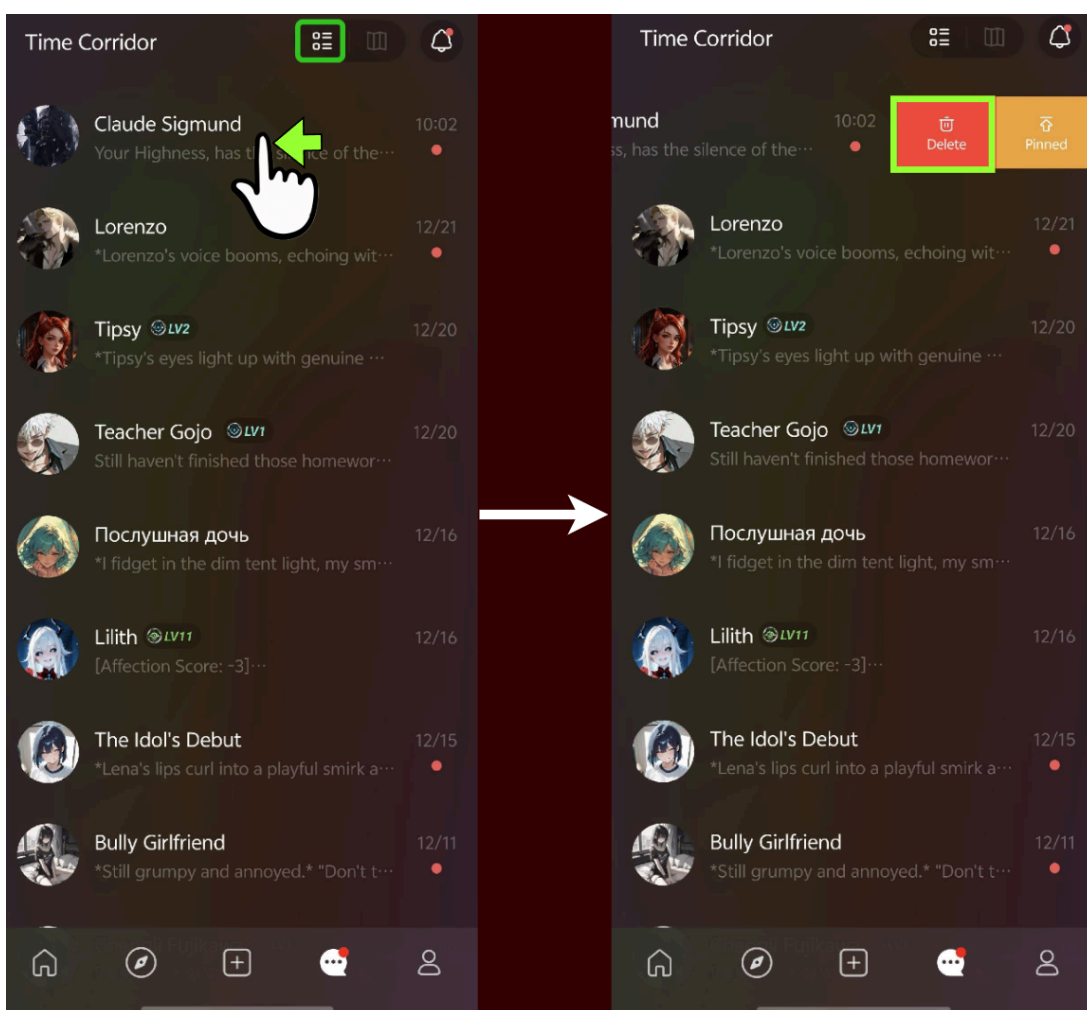 Time Corridor
Claude Sigmund
10:02
Your Highness, has t ce of the···
Lorenzo
12/21
*Lorenzo's voice booms, echoing wit···
Tipsy LV2
12/20
*Tipsy's eyes light up with genuine ···
Teacher Gojo LV1
12/20
Still haven't finished those homewor···
Послушная дочь
12/16
*I fidget in the dim tent light, my sm···
Lilith LV11
12/16
[Affection Score: -3]···
The Idol's Debut
12/15
*Lena's lips curl into a playful smirk a···
Bully Girlfriend
12/11
*Still grumpy and annoyed.* "Don't t···
Time Corridor
mund
10:02
ss, has the silence of the···
Delete
Pinned
Lorenzo
12/21
*Lorenzo's voice booms, echoing wit···
Tipsy LV2
12/20
*Tipsy's eyes light up with genuine ···
Teacher Gojo LV1
12/20
Still haven't finished those homewor···
Послушная дочь
12/16
*I fidget in the dim tent light, my sm···
Lilith LV11
12/16
[Affection Score: -3]···
The Idol's Debut
12/15
*Lena's lips curl into a playful smirk a···
Bully Girlfriend
12/11
*Still grumpy and annoyed.* "Don't t···